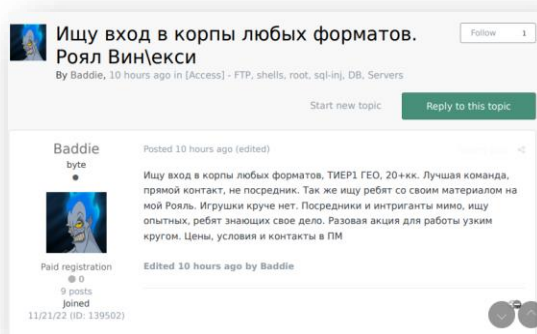 Ищу вход в корпы любых форматов.
Роял Вин\екси
Follow 1
By Baddie, 10 hours ago in [Access] - FTP, shells, root, sql-inj, DB, Servers
Start new topic
Reply to this topic
Baddie
byte
Paid registration
0
9 posts
Joined
11/21/22 (ID: 139502)
Posted 10 hours ago (edited)
Ищу вход в корпы любых форматов, ТИЕР1 ГЕО, 20+кк. Лучшая команда,
прямой контакт, не посредник. Так же ищу ребят со своим материалом на
мой Рояль. Игрушки круче нет. Посредники и интриганты мимо, ищу
опытных, ребят знающих свое дело. Разовая акция для работы узким
кругом. Цены, условия и контакты в ПМ
Edited 10 hours ago by Baddie